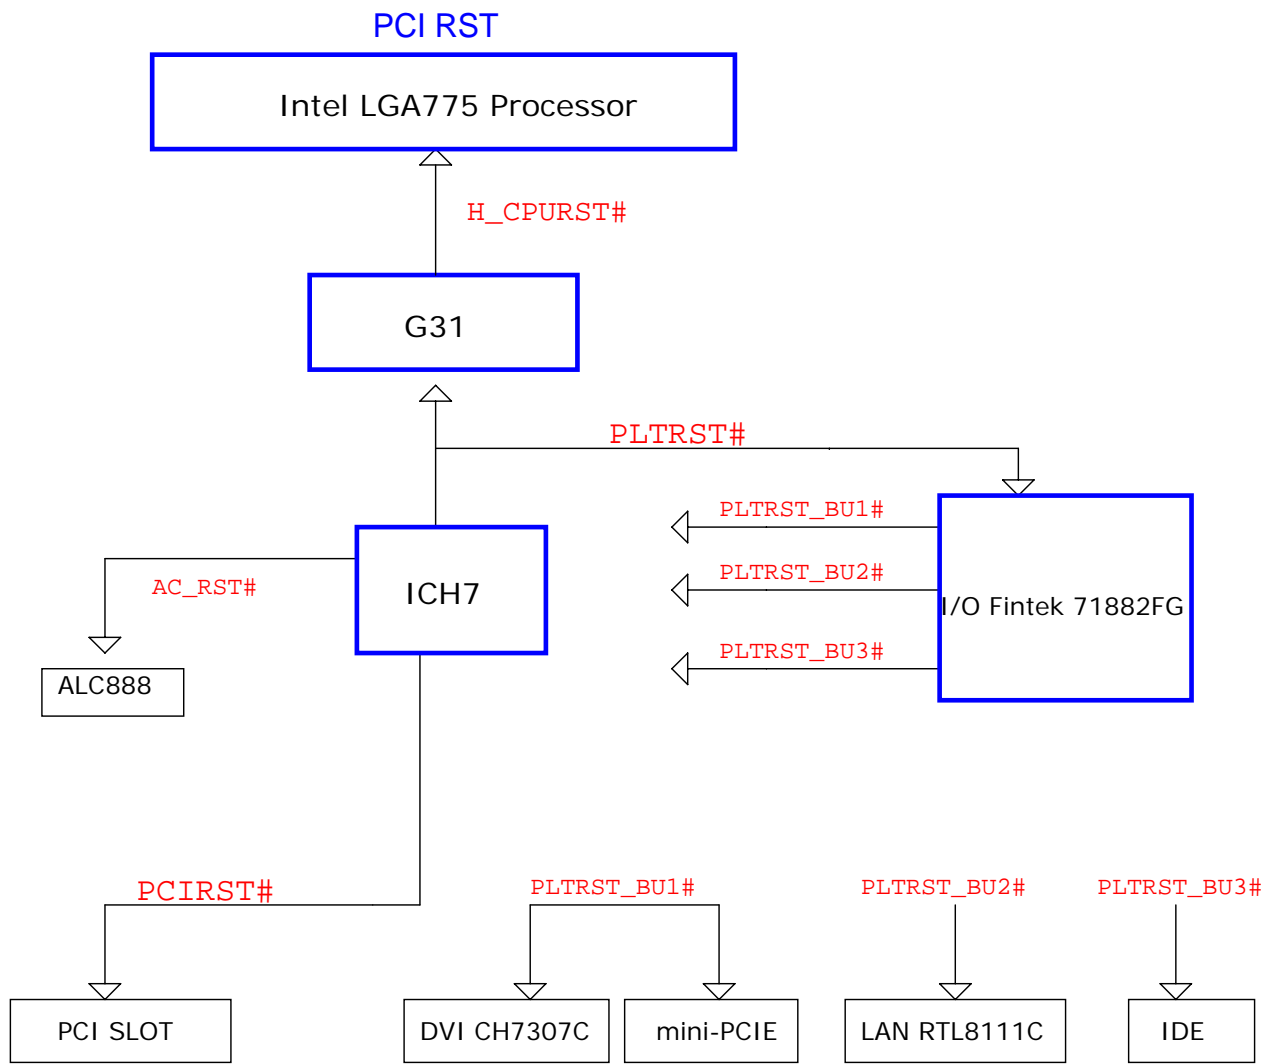 PCI RST
Intel LGA775 Processor
H_CPURST#
G31
PLTRST#
PLTRST_BU1#
PLTRST_BU2#
AC_RST#
ICH7
I/O Fintek 71882FG
PLTRST_BU3#
ALC888
PCIRST#
PLTRST_BU1#
PLTRST_BU2#
PLTRST_BU3#
PCI SLOT
DVI CH7307C
mini-PCIE
LAN RTL8111C
IDE